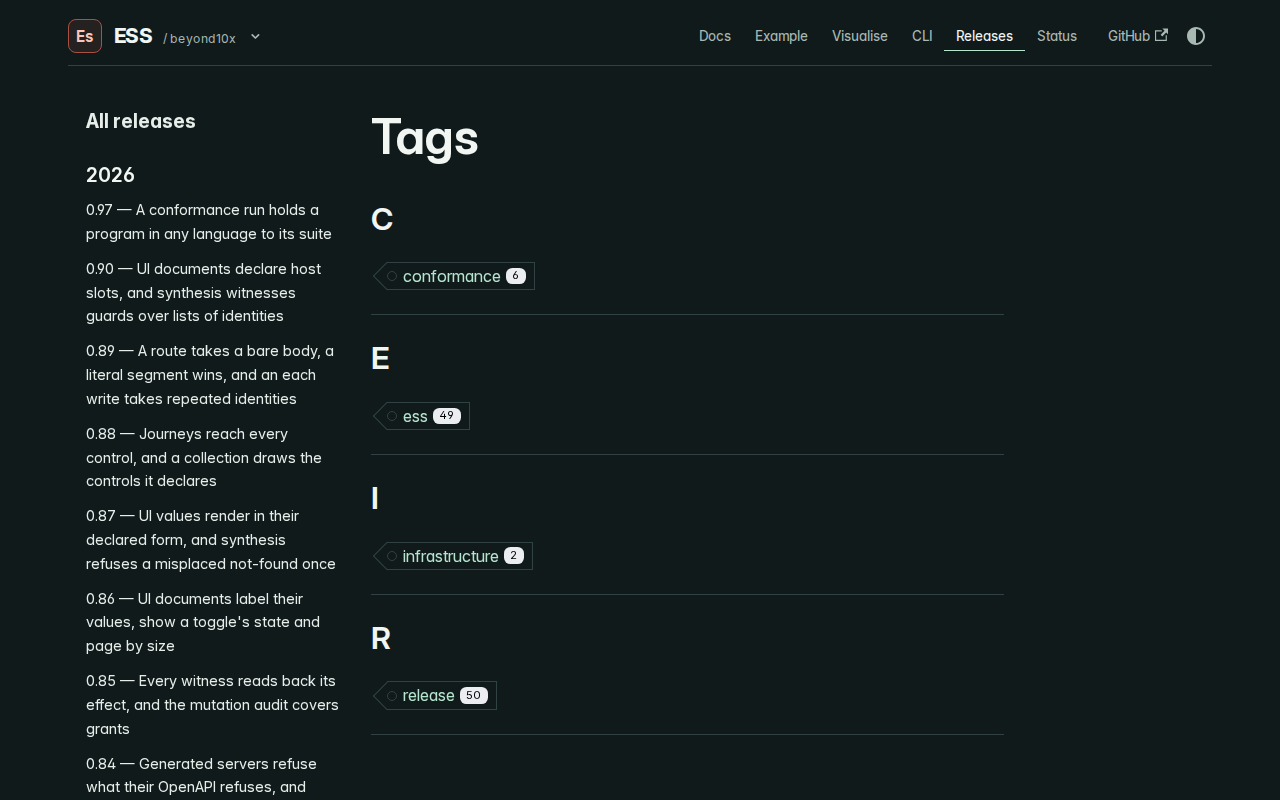 Es ESS / beyond10x
Docs Example Visualise CLI Releases Status GitHub
All releases
2026
0.97 — A conformance run holds a
program in any language to its suite
0.90 — UI documents declare host
slots, and synthesis witnesses
guards over lists of identities
0.89 — A route takes a bare body, a
literal segment wins, and an each
write takes repeated identities
0.88 — Journeys reach every
control, and a collection draws the
controls it declares
0.87 — UI values render in their
declared form, and synthesis
refuses a misplaced not-found once
0.86 — UI documents label their
values, show a toggle's state and
page by size
0.85 — Every witness reads back its
effect, and the mutation audit covers
grants
0.84 — Generated servers refuse
what their OpenAPI refuses, and
Tags
C
conformance 6
E
ess 49
I
infrastructure 2
R
release 50